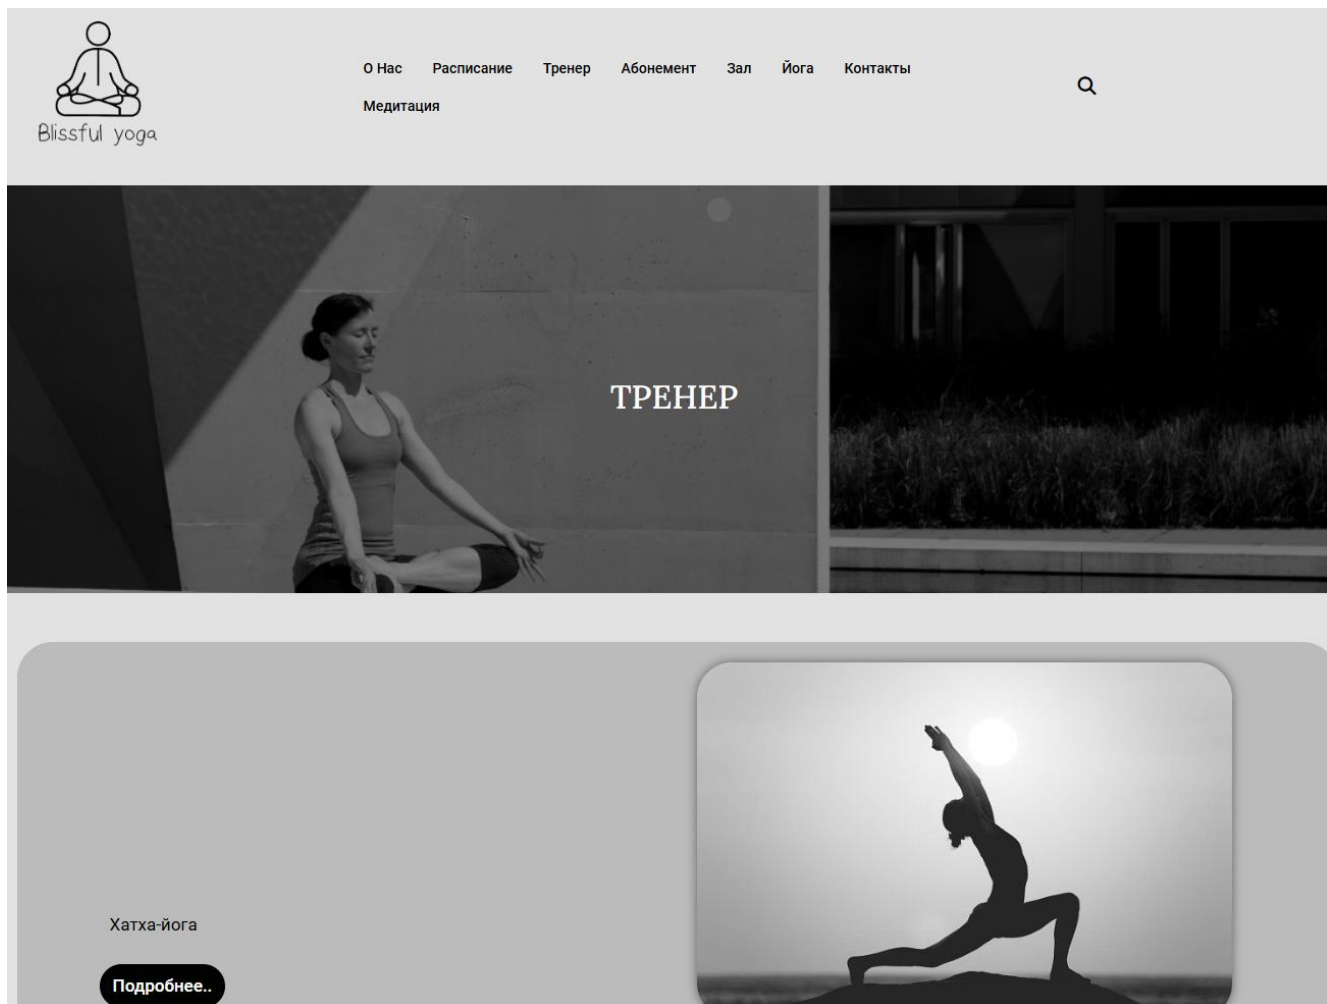 Blissful yoga
О Нас Расписание Тренер Абонемент Зал Йога Контакты
Медитация
ТРЕНЕР
Хатха-йога
Подробнее..